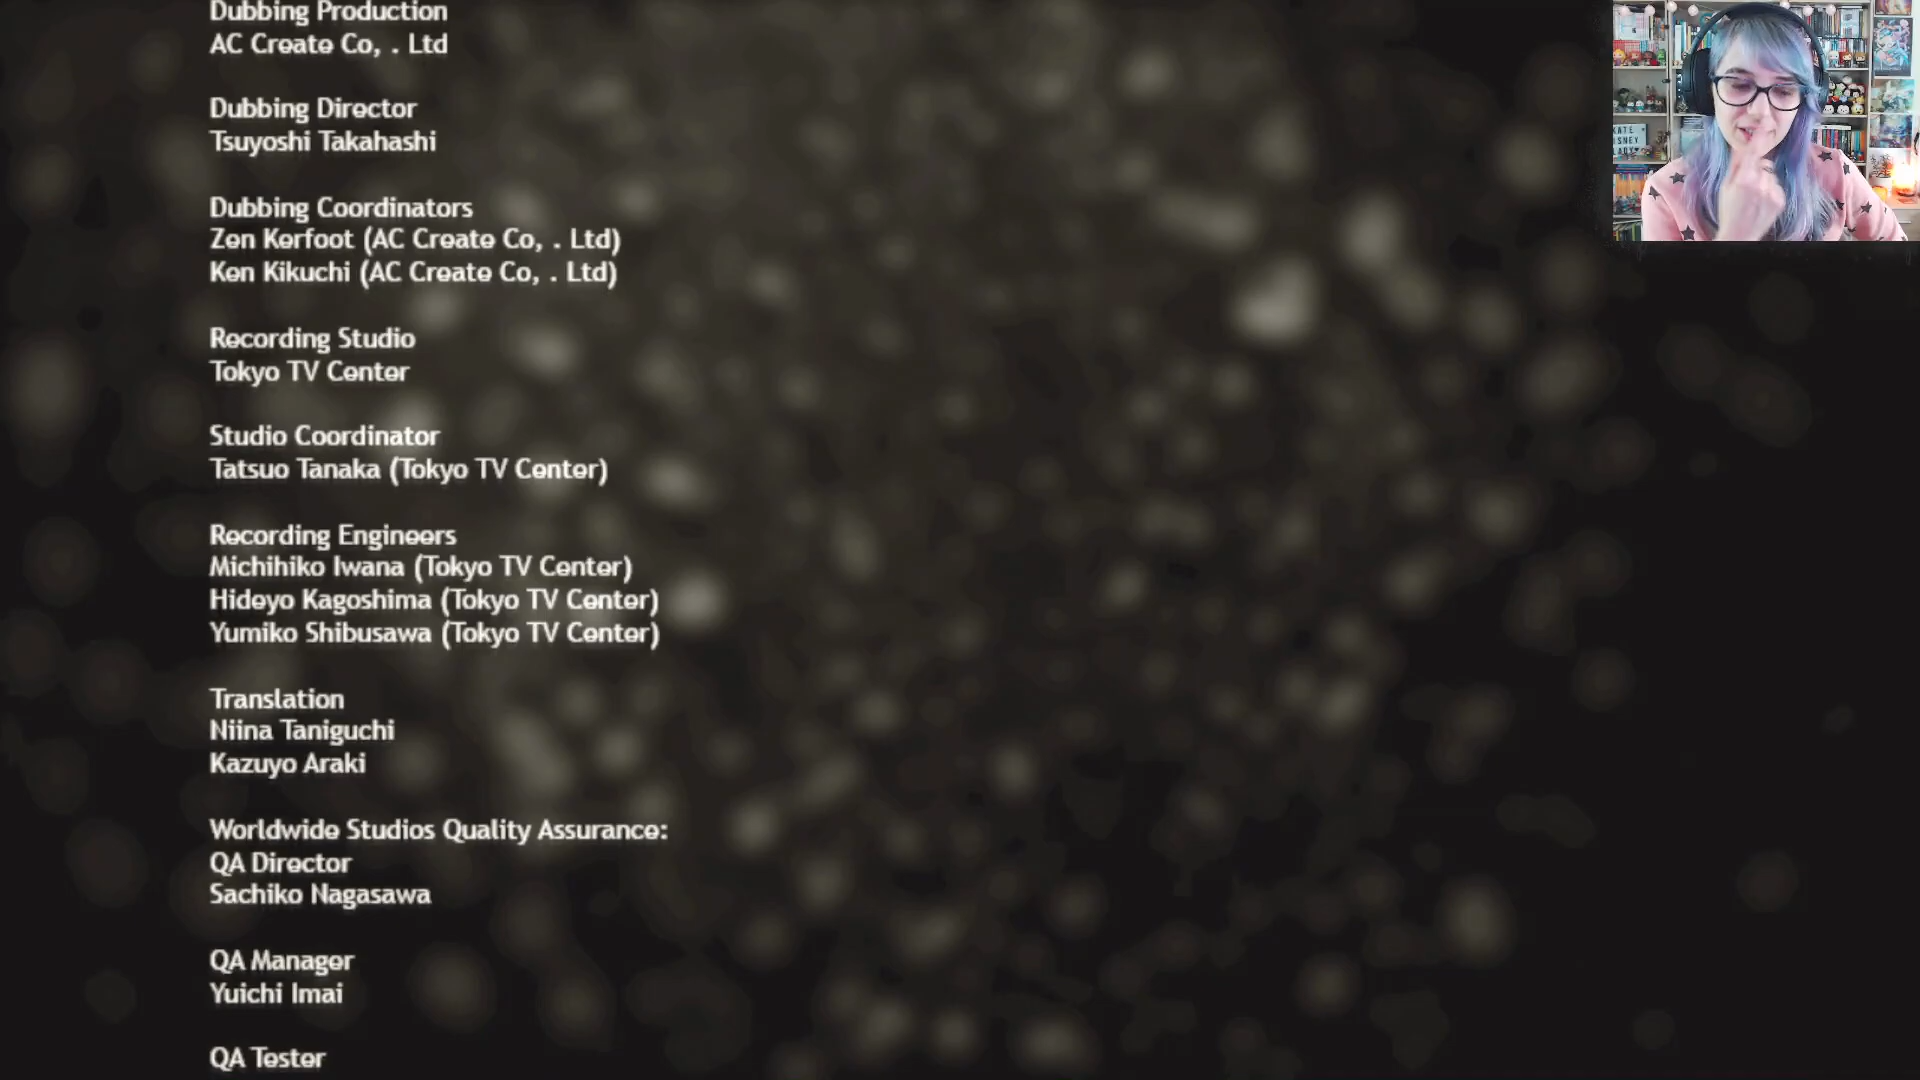 Dubbing Production
AC Create Co, . Ltd
Dubbing Director
Tsuyoshi Takahashi
Dubbing Coordinators
Zen Kerfoot (AC Create Co, . Ltd)
Ken Kikuchi (AC Create Co, . Ltd)
Recording Studio
Tokyo TV Center
Studio Coordinator
Tatsuo Tanaka (Tokyo TV Center)
Recording Engineers
Michihiko Iwana (Tokyo TV Center)
Hideyo Kagoshima (Tokyo TV Center)
Yumiko Shibusawa (Tokyo TV Center)
Translation
Niina Taniguchi
Kazuyo Araki
Worldwide Studios Quality Assurance:
QA Director
Sachiko Nagasawa
QA Manager
Yuichi Imai
QA Tester